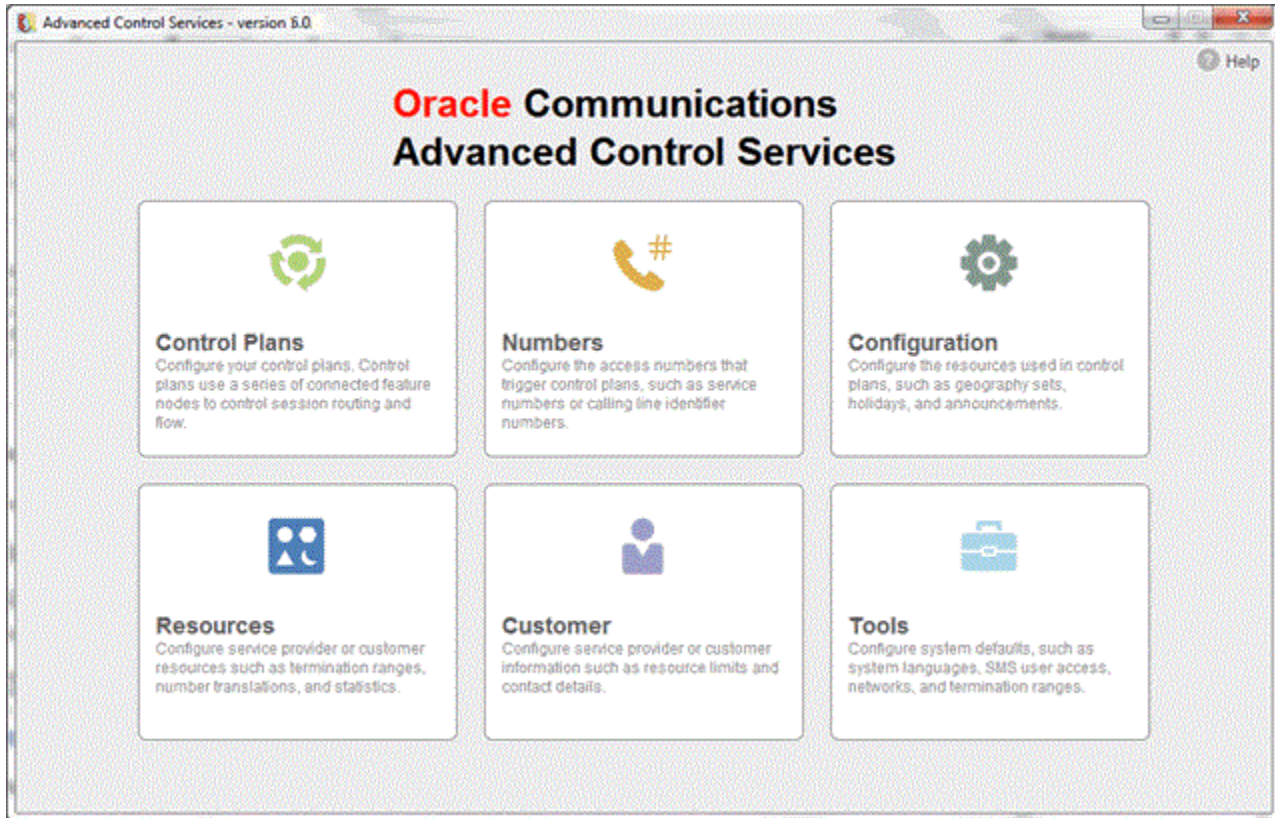 Advanced Control Services - version 6.0
Help
Oracle Communications
Advanced Control Services
#
Control Plans
Configure your control plans. Control
plans use a series of connected feature
nodes to control session routing and
flow.
Numbers
Configure the access numbers that
trigger control plans, such as service
numbers or calling line identifier
numbers.
Configuration
Configure the resources used in control
plans, such as geography sets,
holidays, and announcements.
Resources
Configure service provider or customer
resources such as termination ranges,
number translations, and statistics.
Customer
Configure service provider or customer
information such as resource limits and
contact details.
Tools
Configure system defaults, such as
system languages, SMS user access,
networks, and termination ranges.